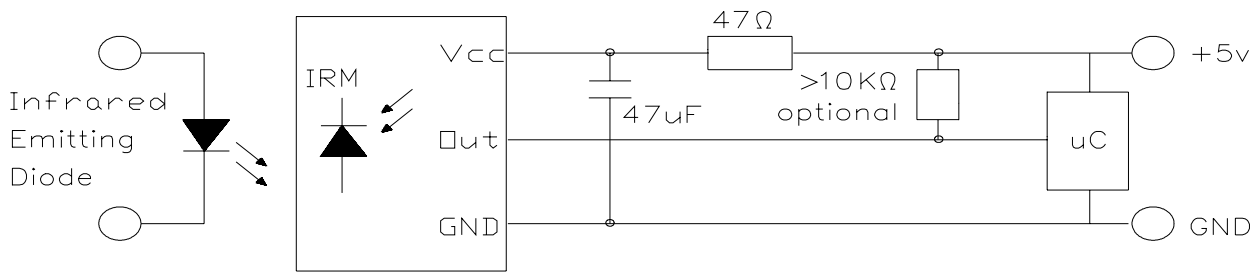 Infrared
Emitting
Diode
IRM
Vcc
Out
GND
47uF
47Ω
>10KΩ
optional
uC
+5v
GND